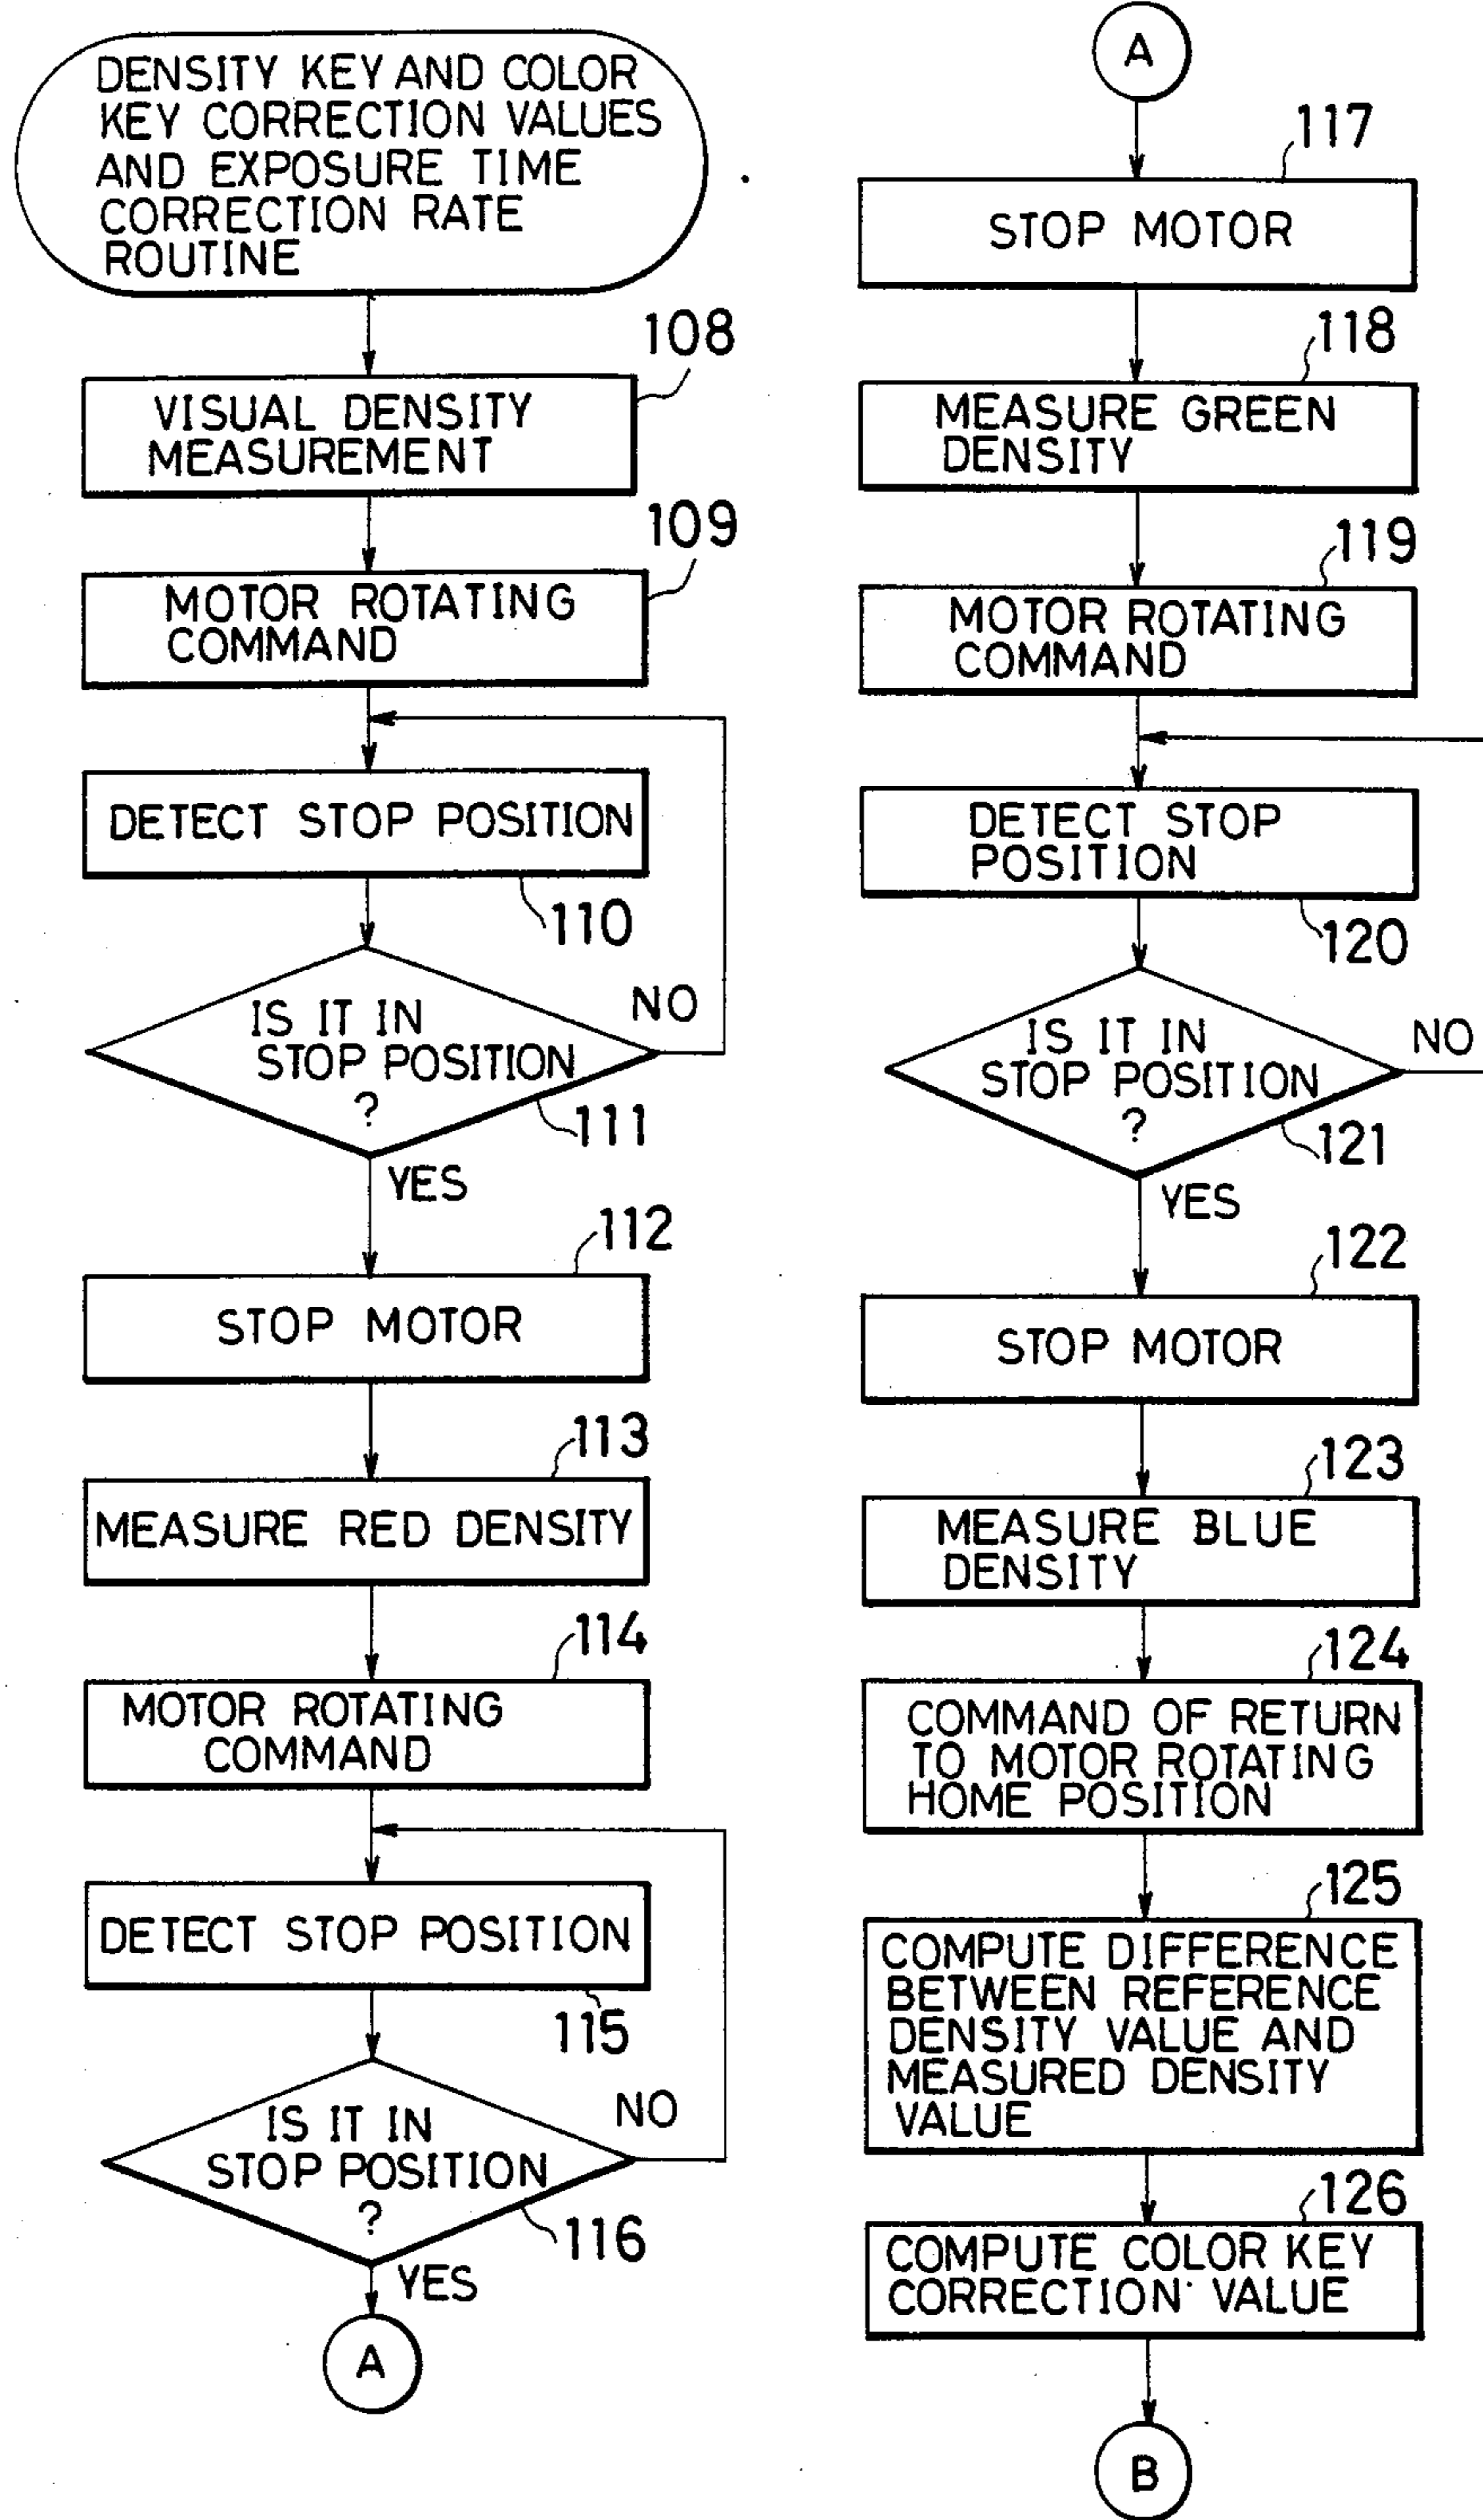 DENSITY KEY AND COLOR
KEY CORRECTION VALUES
AND EXPOSURE TIME
CORRECTION RATE
ROUTINE
108
VISUAL DENSITY
MEASUREMENT
109
MOTOR ROTATING
COMMAND
DETECT STOP POSITION
110
IS IT IN
STOP POSITION
?
NO
111
YES
112
STOP MOTOR
113
MEASURE RED DENSITY
114
MOTOR ROTATING
COMMAND
DETECT STOP POSITION
115
IS IT IN
STOP POSITION
?
NO
116
YES
A
A
117
STOP MOTOR
118
MEASURE GREEN
DENSITY
119
MOTOR ROTATING
COMMAND
DETECT STOP
POSITION
120
IS IT IN
STOP POSITION
?
NO
121
YES
122
STOP MOTOR
123
MEASURE BLUE
DENSITY
124
COMMAND OF RETURN
TO MOTOR ROTATING
HOME POSITION
125
COMPUTE DIFFERENCE
BETWEEN REFERENCE
DENSITY VALUE AND
MEASURED DENSITY
VALUE
126
COMPUTE COLOR KEY
CORRECTION VALUE
B